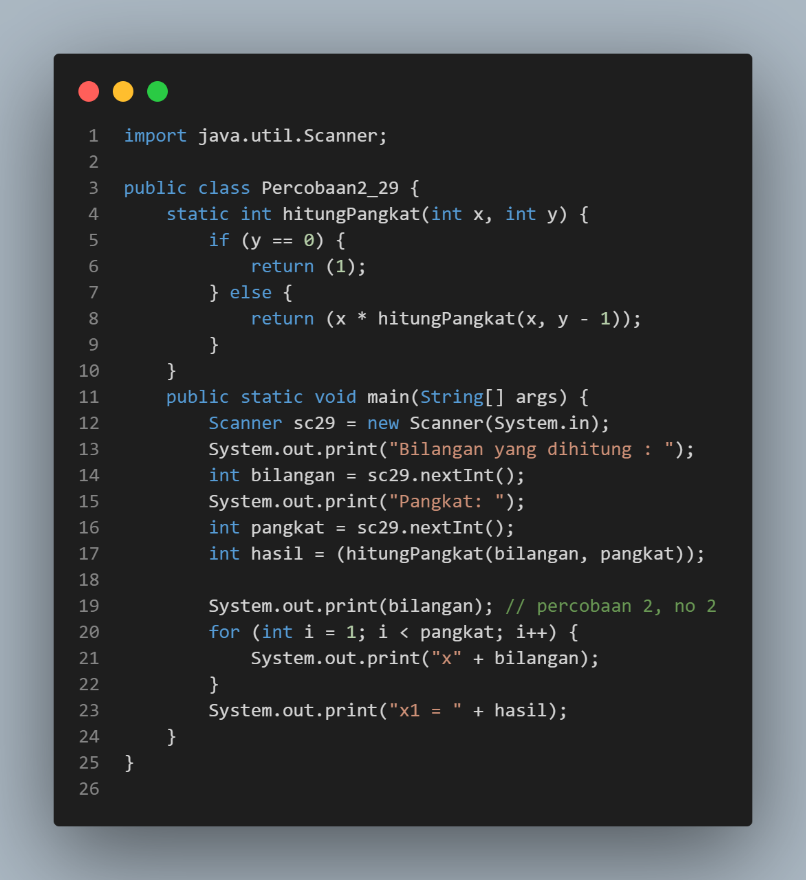 1 import java.util.Scanner;
2
3 public class Percobaan2_29 {
4     static int hitungPangkat(int x, int y) {
5         if (y == 0) {
6             return (1);
7         } else {
8             return (x * hitungPangkat(x, y - 1));
9         }
10     }
11     public static void main(String[] args) {
12         Scanner sc29 = new Scanner(System.in);
13         System.out.print("Bilangan yang dihitung : ");
14         int bilangan = sc29.nextInt();
15         System.out.print("Pangkat: ");
16         int pangkat = sc29.nextInt();
17         int hasil = (hitungPangkat(bilangan, pangkat));
18
19         System.out.print(bilangan); // percobaan 2, no 2
20         for (int i = 1; i < pangkat; i++) {
21             System.out.print("x" + bilangan);
22         }
23         System.out.print("x1 = " + hasil);
24     }
25 }
26